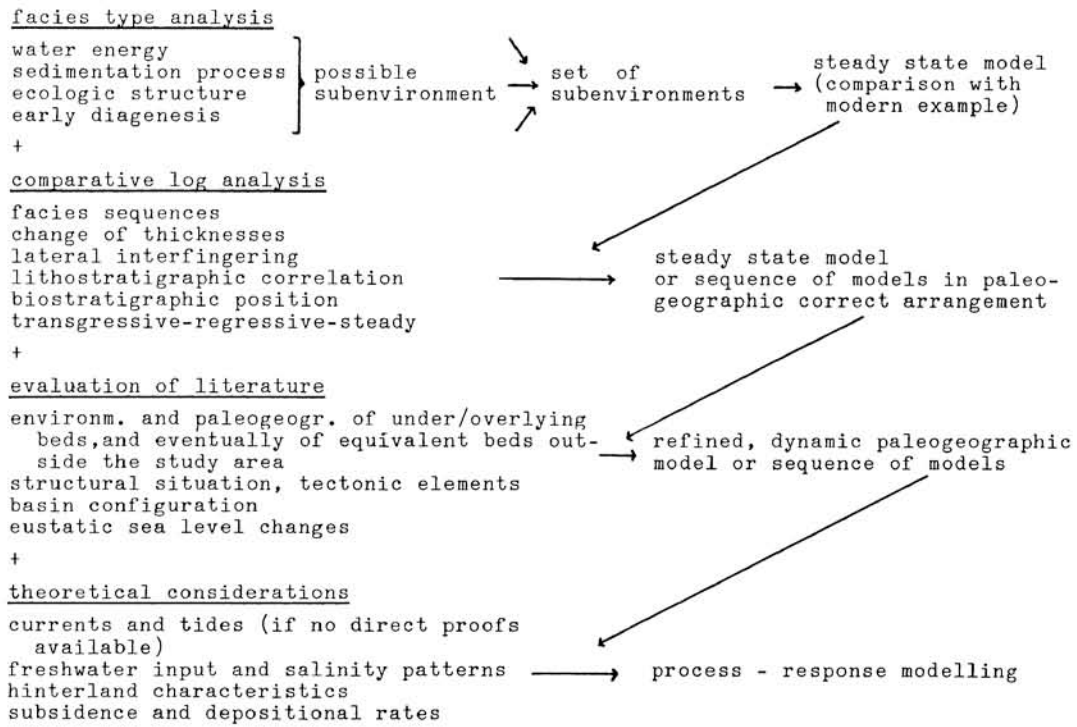 facies type analysis
water energy
sedimentation process
ecologic structure
early diagenesis
possible
subenvironment
set of
subenvironments
steady state model
(comparison with
modern example)
+
comparative log analysis
facies sequences
change of thicknesses
lateral interfingering
lithostratigraphic correlation
biostratigraphic position
transgressive-regressive-steady
steady state model
or sequence of models in paleo-
geographic correct arrangement
+
evaluation of literature
environm. and paleogeogr. of under/overlying
beds,and eventually of equivalent beds out-
side the study area
structural situation, tectonic elements
basin configuration
eustatic sea level changes
refined, dynamic paleogeographic
model or sequence of models
+
theoretical considerations
currents and tides (if no direct proofs
available)
freshwater input and salinity patterns
hinterland characteristics
subsidence and depositional rates
process - response modelling